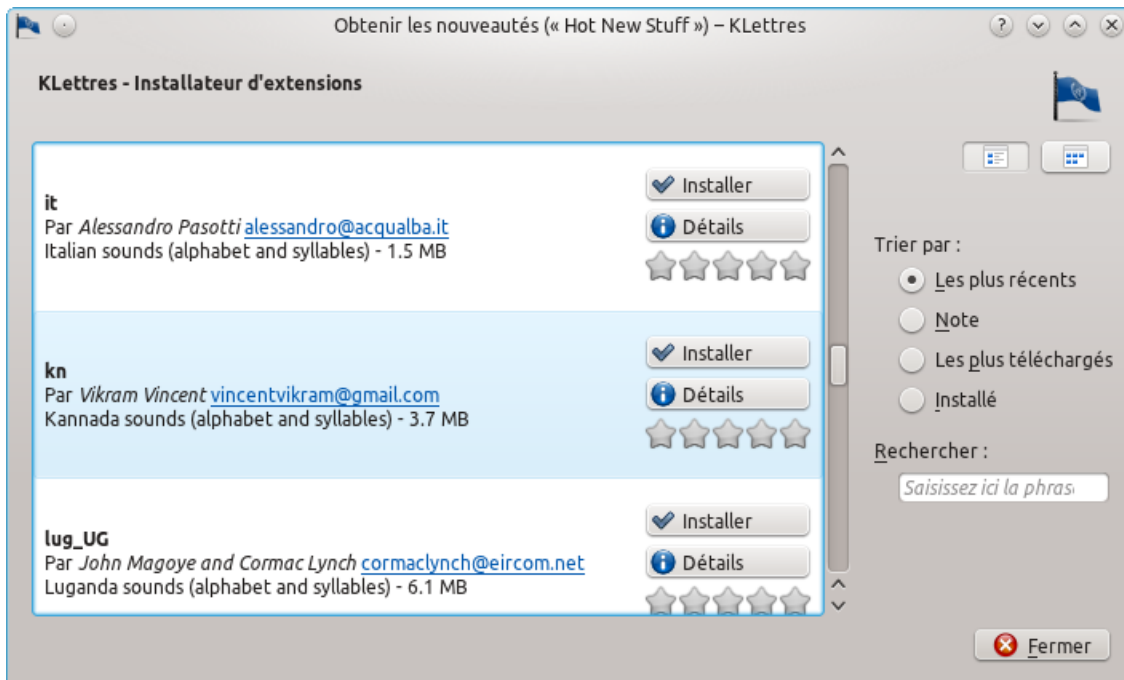 Obtenir les nouveautés (« Hot New Stuff ») – KLettres
KLettres - Installateur d'extensions
it
Par Alessandro Pasotti alessandro@acqualba.it
Italian sounds (alphabet and syllables) - 1.5 MB
Installer
Détails
kn
Par Vikram Vincent vincentvikram@gmail.com
Kannada sounds (alphabet and syllables) - 3.7 MB
Installer
Détails
lug_UG
Par John Magoye and Cormac Lynch cormaclynch@eircom.net
Luganda sounds (alphabet and syllables) - 6.1 MB
Installer
Détails
Trier par :
Les plus récents
Note
Les plus téléchargés
Installé
Rechercher :
Saisissez ici la phras
Fermer